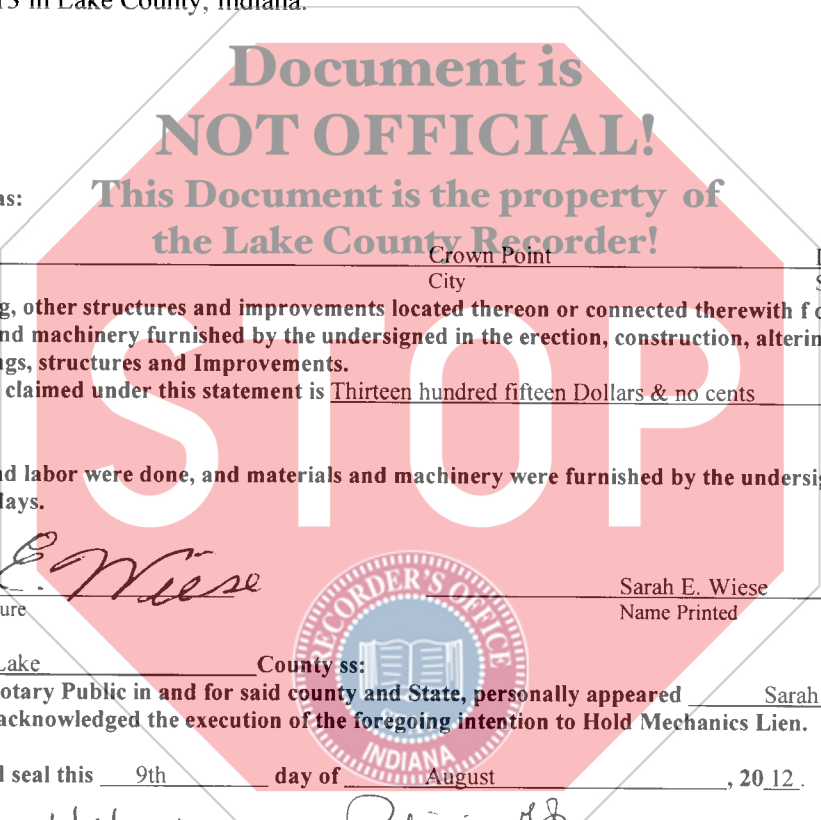 13 in Lake County, Indiana.
Document is
NOT OFFICIAL!
This Document is the property of
the Lake County Recorder!
as:
Crown Point
City
g, other structures and improvements located thereon or connected therewith f
nd machinery furnished by the undersigned in the erection, construction, alterin
ngs, structures and Improvements.
claimed under this statement is Thirteen hundred fifteen Dollars & no cents
STOP
nd labor were done, and materials and machinery were furnished by the undersig
days.
E. Wiese
Sarah E. Wiese
ure
Name Printed
RECORDER'S OFFICE
INDIANA
Lake County ss:
otary Public in and for said county and State, personally appeared Sarah
acknowledged the execution of the foregoing intention to Hold Mechanics Lien.
l seal this 9th day of August, 20 12.